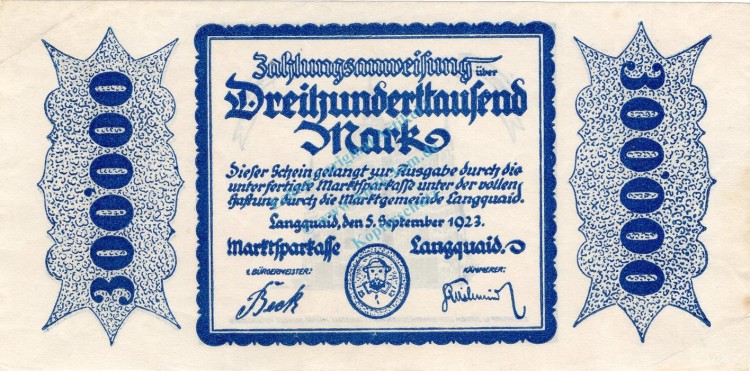 300'000
Zahlungsanweisung über
Dreihunderttausend
Mark
Dieser Schein gelangt zur Ausgabe durch die
unterfertigte Marktsparkasse unter der vollen
Haftung durch die Marktgemeinde Langquaid.
Langquaid, den 5. September 1923.
Marktsparkasse Langquaid.
1. BÜRGERMEISTER: KÄMMERER:
Beck
300'000